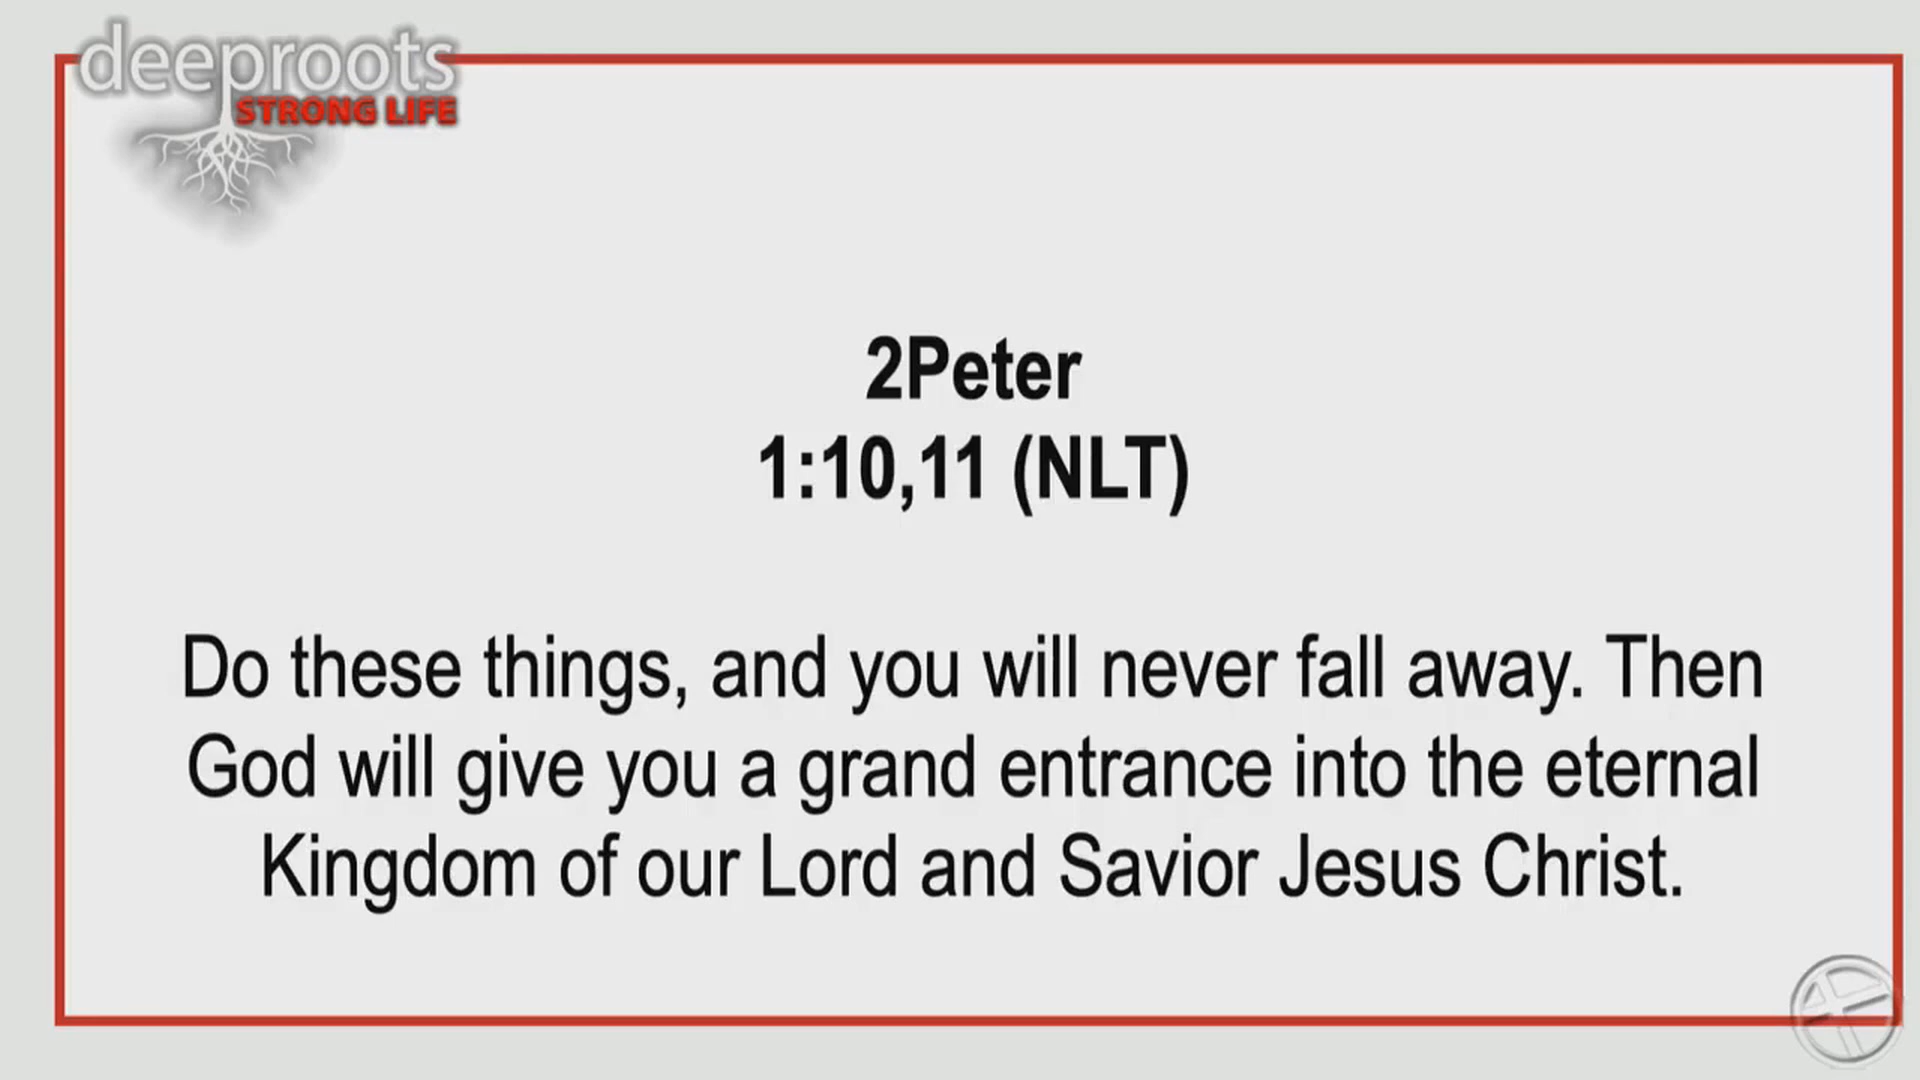 deeproots
STRONG LIFE
2Peter
1:10,11 (NLT)
Do these things, and you will never fall away. Then
God will give you a grand entrance into the eternal
Kingdom of our Lord and Savior Jesus Christ.